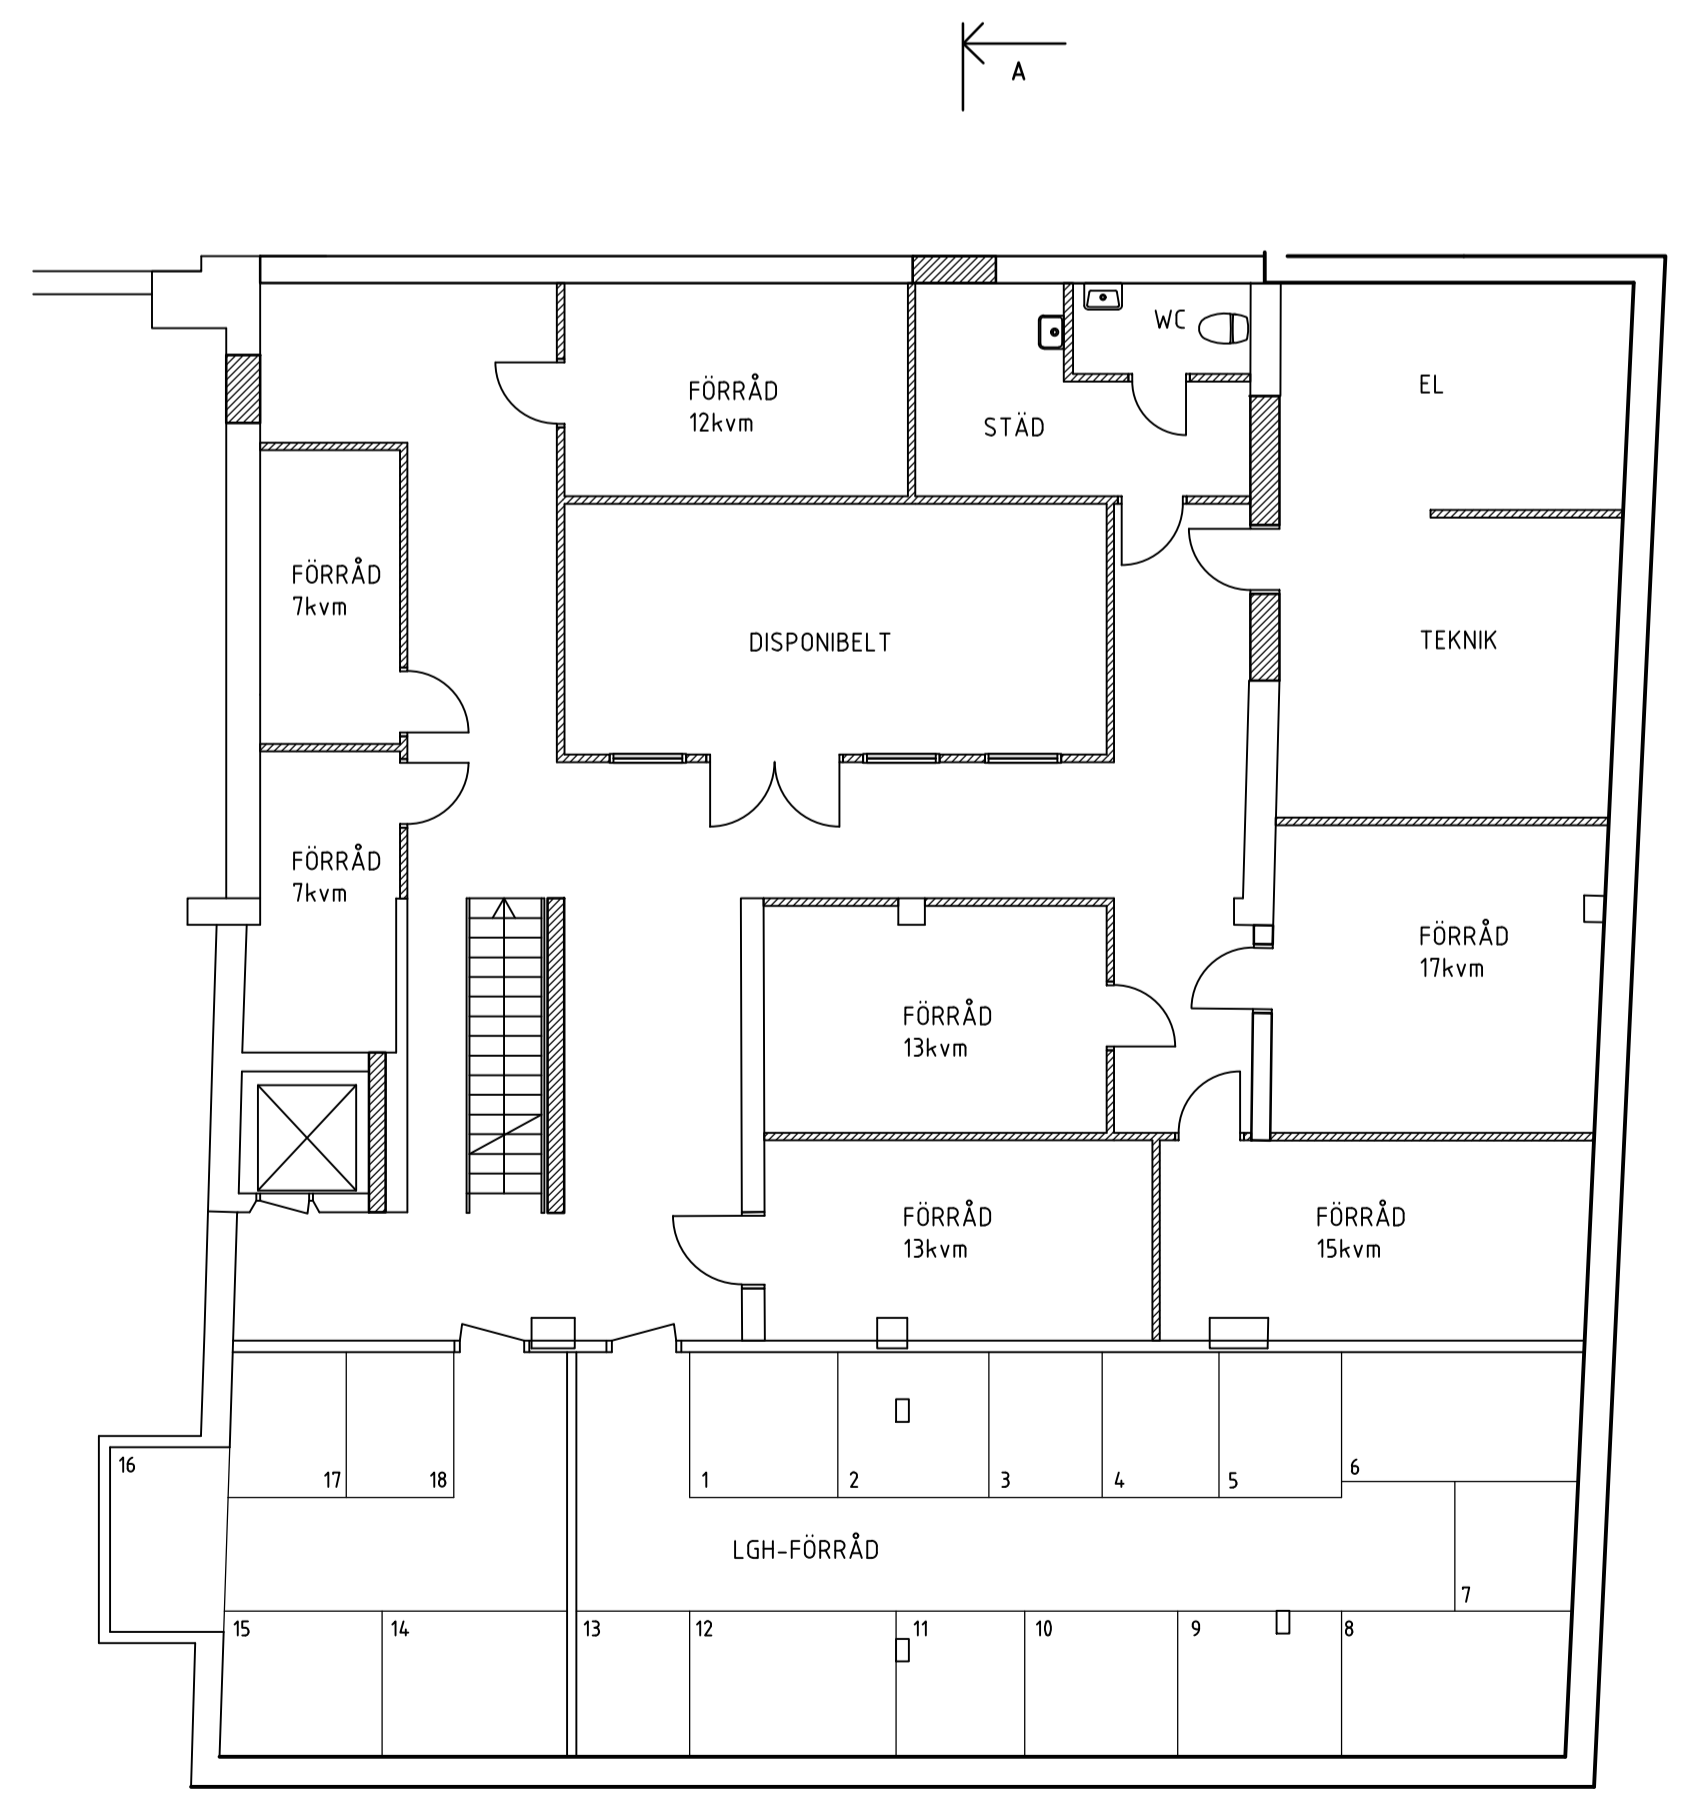 A
WC
EL
FÖRRÅD
12kvm
STÄD
FÖRRÅD
7kvm
DISPONIBELT
TEKNIK
FÖRRÅD
7kvm
FÖRRÅD
17kvm
FÖRRÅD
13kvm
FÖRRÅD
13kvm
FÖRRÅD
15kvm
16
17
18
1
2
3
4
5
6
LGH-FÖRRÅD
7
15
14
13
12
11
10
9
8